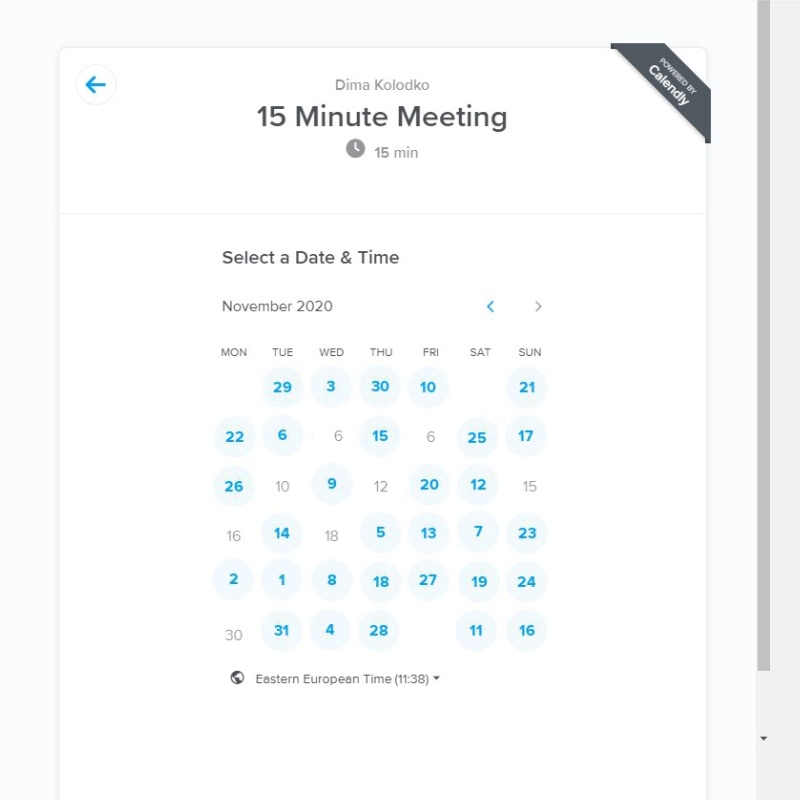 Dima Kolodko
15 Minute Meeting
15 min
POWERED BY
Calendly
Select a Date & Time
November 2020
MON TUE WED THU FRI SAT SUN
29 3 30 10 21
22 6 6 15 6 25 17
26 10 9 12 20 12 15
16 14 18 5 13 7 23
2 1 8 18 27 19 24
30 31 4 28 11 16
Eastern European Time (11:38)